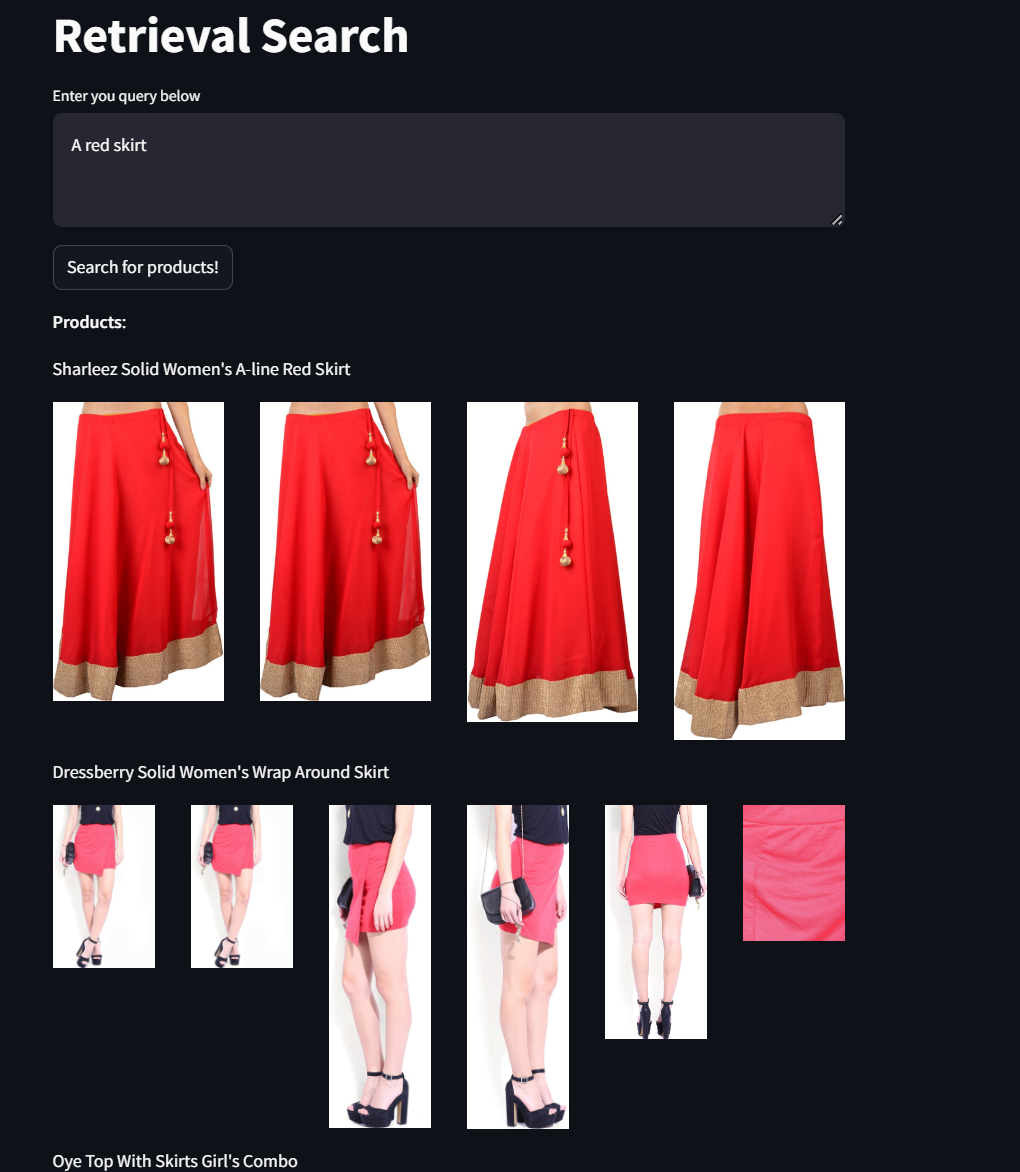 Retrieval Search
Enter you query below
A red skirt
Search for products!
Products:
Sharleez Solid Women's A-line Red Skirt
Dressberry Solid Women's Wrap Around Skirt
Oye Top With Skirts Girl's Combo